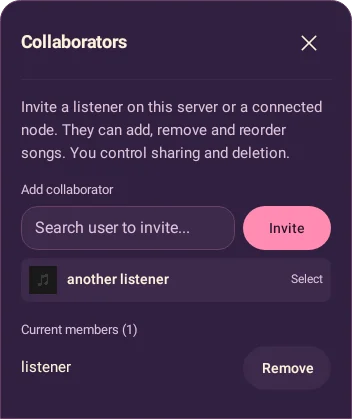 Collaborators
Invite a listener on this server or a connected
node. They can add, remove and reorder
songs. You control sharing and deletion.
Add collaborator
Search user to invite...
Invite
another listener
Select
Current members (1)
listener
Remove